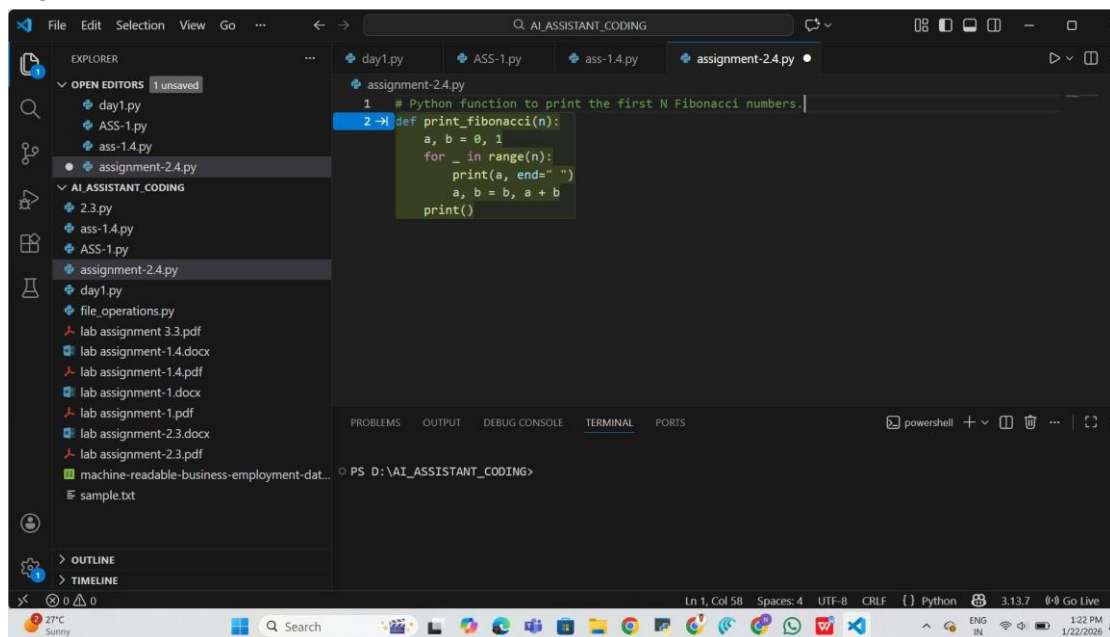 File Edit Selection View Go ···
AI_ASSISTANT_CODING
EXPLORER ···
OPEN EDITORS 1 unsaved
day1.py
ASS-1.py
ass-1.4.py
assignment-2.4.py
AI_ASSISTANT_CODING
2.3.py
ass-1.4.py
ASS-1.py
assignment-2.4.py
day1.py
file_operations.py
lab assignment 3.3.pdf
lab assignment-1.4.docx
lab assignment-1.4.pdf
lab assignment-1.docx
lab assignment-1.pdf
lab assignment-2.3.docx
lab assignment-2.3.pdf
machine-readable-business-employment-dat...
sample.txt
OUTLINE
TIMELINE
day1.py ASS-1.py ass-1.4.py assignment-2.4.py
assignment-2.4.py
1 # Python function to print the first N Fibonacci numbers.
2 def print_fibonacci(n):
a, b = 0, 1
for _ in range(n):
print(a, end=" ")
a, b = b, a + b
print()
PROBLEMS OUTPUT DEBUG CONSOLE TERMINAL PORTS
powershell
PS D:\AI_ASSISTANT_CODING>
0 0 Ln 1, Col 58 Spaces: 4 UTF-8 CRLF {} Python 3.13.7 Go Live
27°C
Sunny
Search
ENG
IN
1:22 PM
1/22/2026